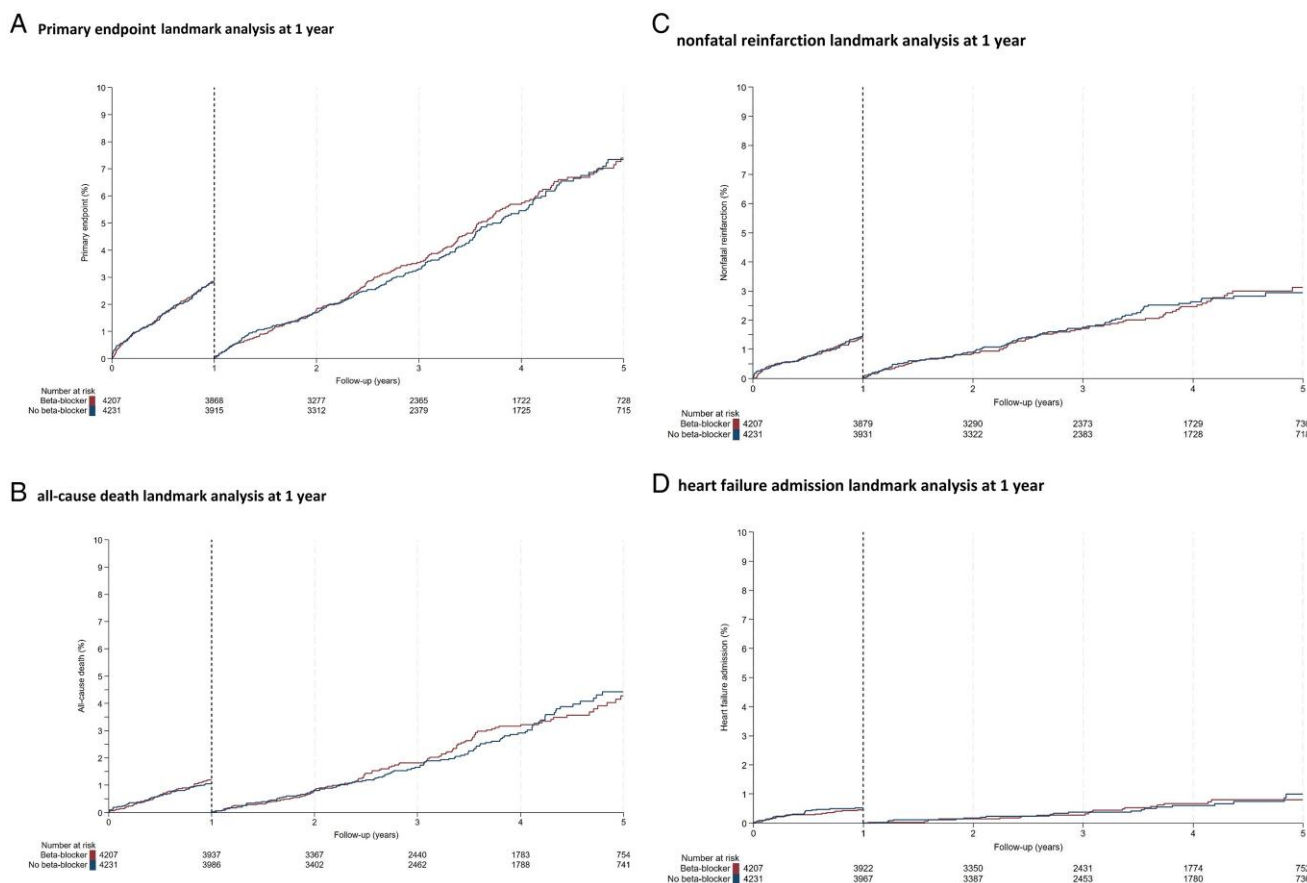 A Primary endpoint landmark analysis at 1 year
10
9
8
7
6
5
4
3
2
1
0
Primary endpoint (%)
0 1 2 3 4 5
Follow-up (years)
Number at risk
Beta-blocker 4207 3868 3277 2365 1722 728
No beta-blocker 4231 3915 3312 2379 1725 715
B all-cause death landmark analysis at 1 year
10
9
8
7
6
5
4
3
2
1
0
All-cause death (%)
0 1 2 3 4 5
Follow-up (years)
Number at risk
Beta-blocker 4207 3937 3367 2440 1783 754
No beta-blocker 4231 3986 3402 2462 1788 741
C nonfatal reinfarction landmark analysis at 1 year
10
9
8
7
6
5
4
3
2
1
0
Nonfatal reinfarction (%)
0 1 2 3 4 5
Follow-up (years)
Number at risk
Beta-blocker 4207 3879 3290 2373 1729
No beta-blocker 4231 3931 3322 2383 1728
D heart failure admission landmark analysis at 1 year
10
9
8
7
6
5
4
3
2
1
0
Heart failure admission (%)
0 1 2 3 4 5
Follow-up (years)
Number at risk
Beta-blocker 4207 3922 3350 2431 1774
No beta-blocker 4231 3967 3387 2453 1780